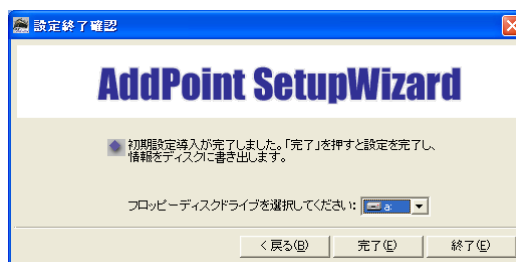 設定終了確認
AddPoint SetupWizard
初期設定導入が完了しました。「完了」を押すと設定を完了し、
情報をディスクに書き出します。
フロッピーディスクドライブを選択してください: a:
< 戻る(B) 完了(E) 終了(E)